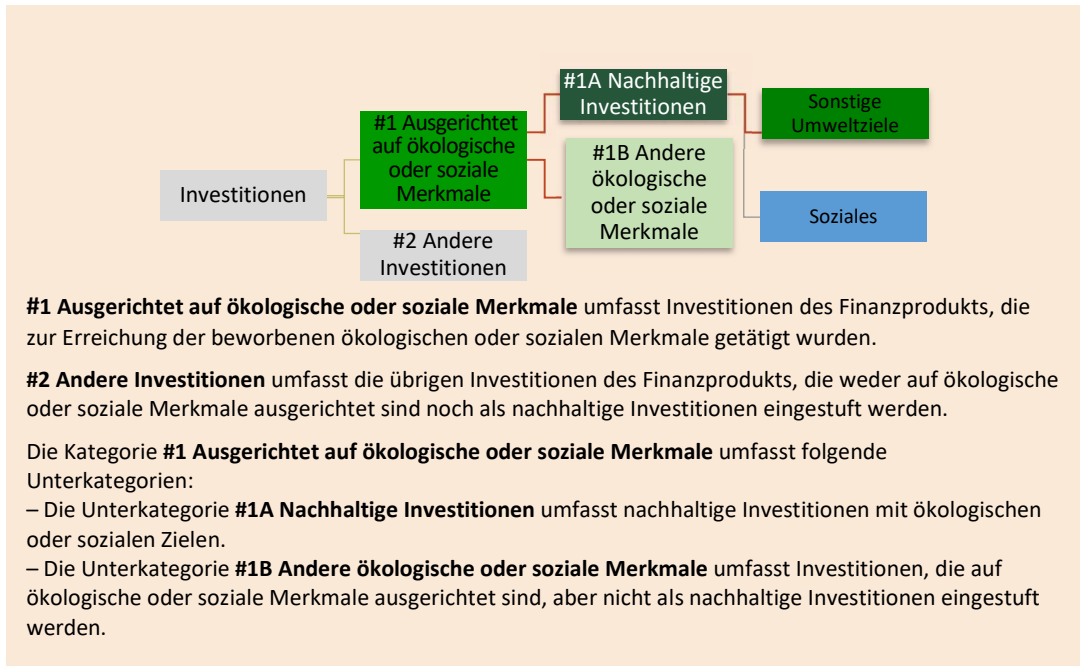 #1A Nachhaltige
Investitionen
Sonstige
Umweltziele
#1 Ausgerichtet
auf ökologische
oder soziale
Merkmale
#1B Andere
ökologische
oder soziale
Merkmale
Investitionen
Soziales
#2 Andere
Investitionen
#1 Ausgerichtet auf ökologische oder soziale Merkmale umfasst Investitionen des Finanzprodukts, die
zur Erreichung der beworbenen ökologischen oder sozialen Merkmale getätigt wurden.
#2 Andere Investitionen umfasst die übrigen Investitionen des Finanzprodukts, die weder auf ökologische
oder soziale Merkmale ausgerichtet sind noch als nachhaltige Investitionen eingestuft werden.
Die Kategorie #1 Ausgerichtet auf ökologische oder soziale Merkmale umfasst folgende
Unterkategorien:
– Die Unterkategorie #1A Nachhaltige Investitionen umfasst nachhaltige Investitionen mit ökologischen
oder sozialen Zielen.
– Die Unterkategorie #1B Andere ökologische oder soziale Merkmale umfasst Investitionen, die auf
ökologische oder soziale Merkmale ausgerichtet sind, aber nicht als nachhaltige Investitionen eingestuft
werden.